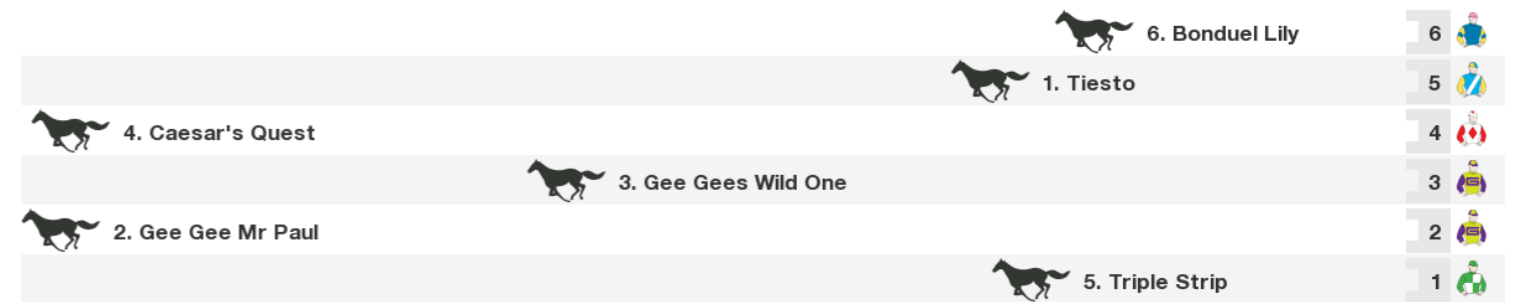 6. Bonduel Lily 6
1. Tiesto 5
4. Caesar's Quest 4
3. Gee Gees Wild One 3 G
2. Gee Gee Mr Paul 2 G
5. Triple Strip 1